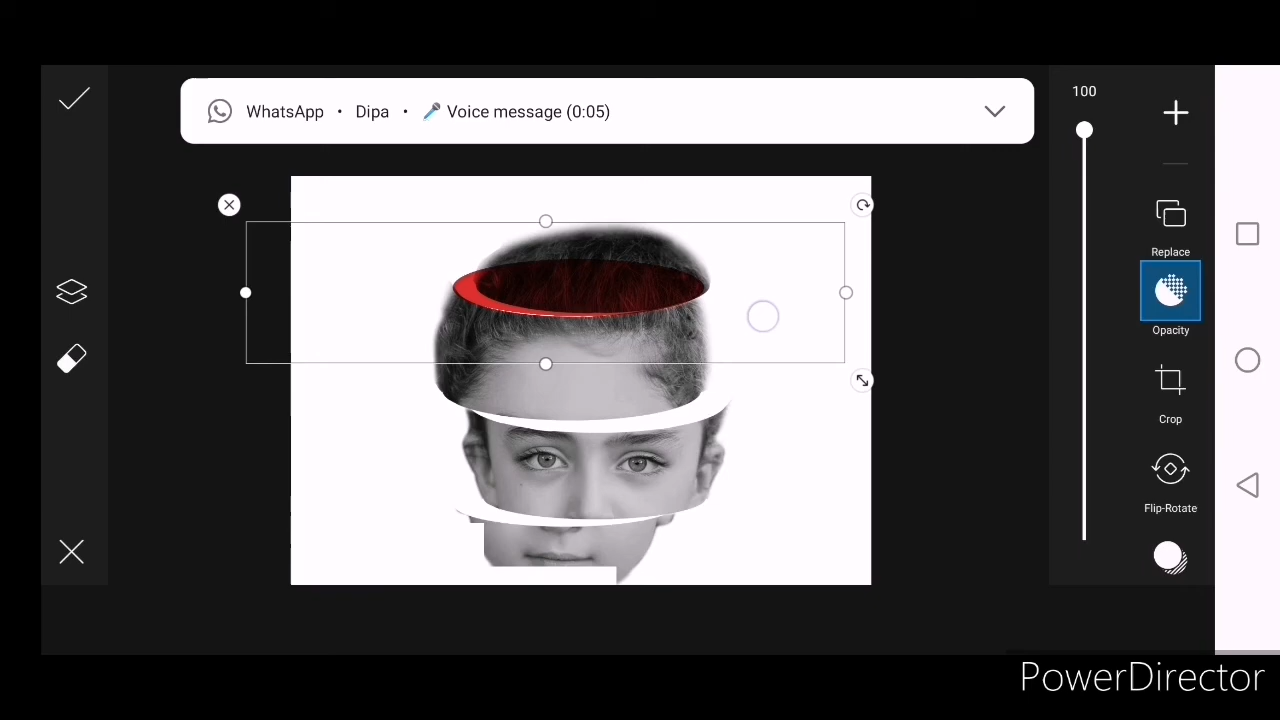 WhatsApp • Dipa • 🎤 Voice message (0:05)
100
Replace
Opacity
Crop
Flip-Rotate
PowerDirector